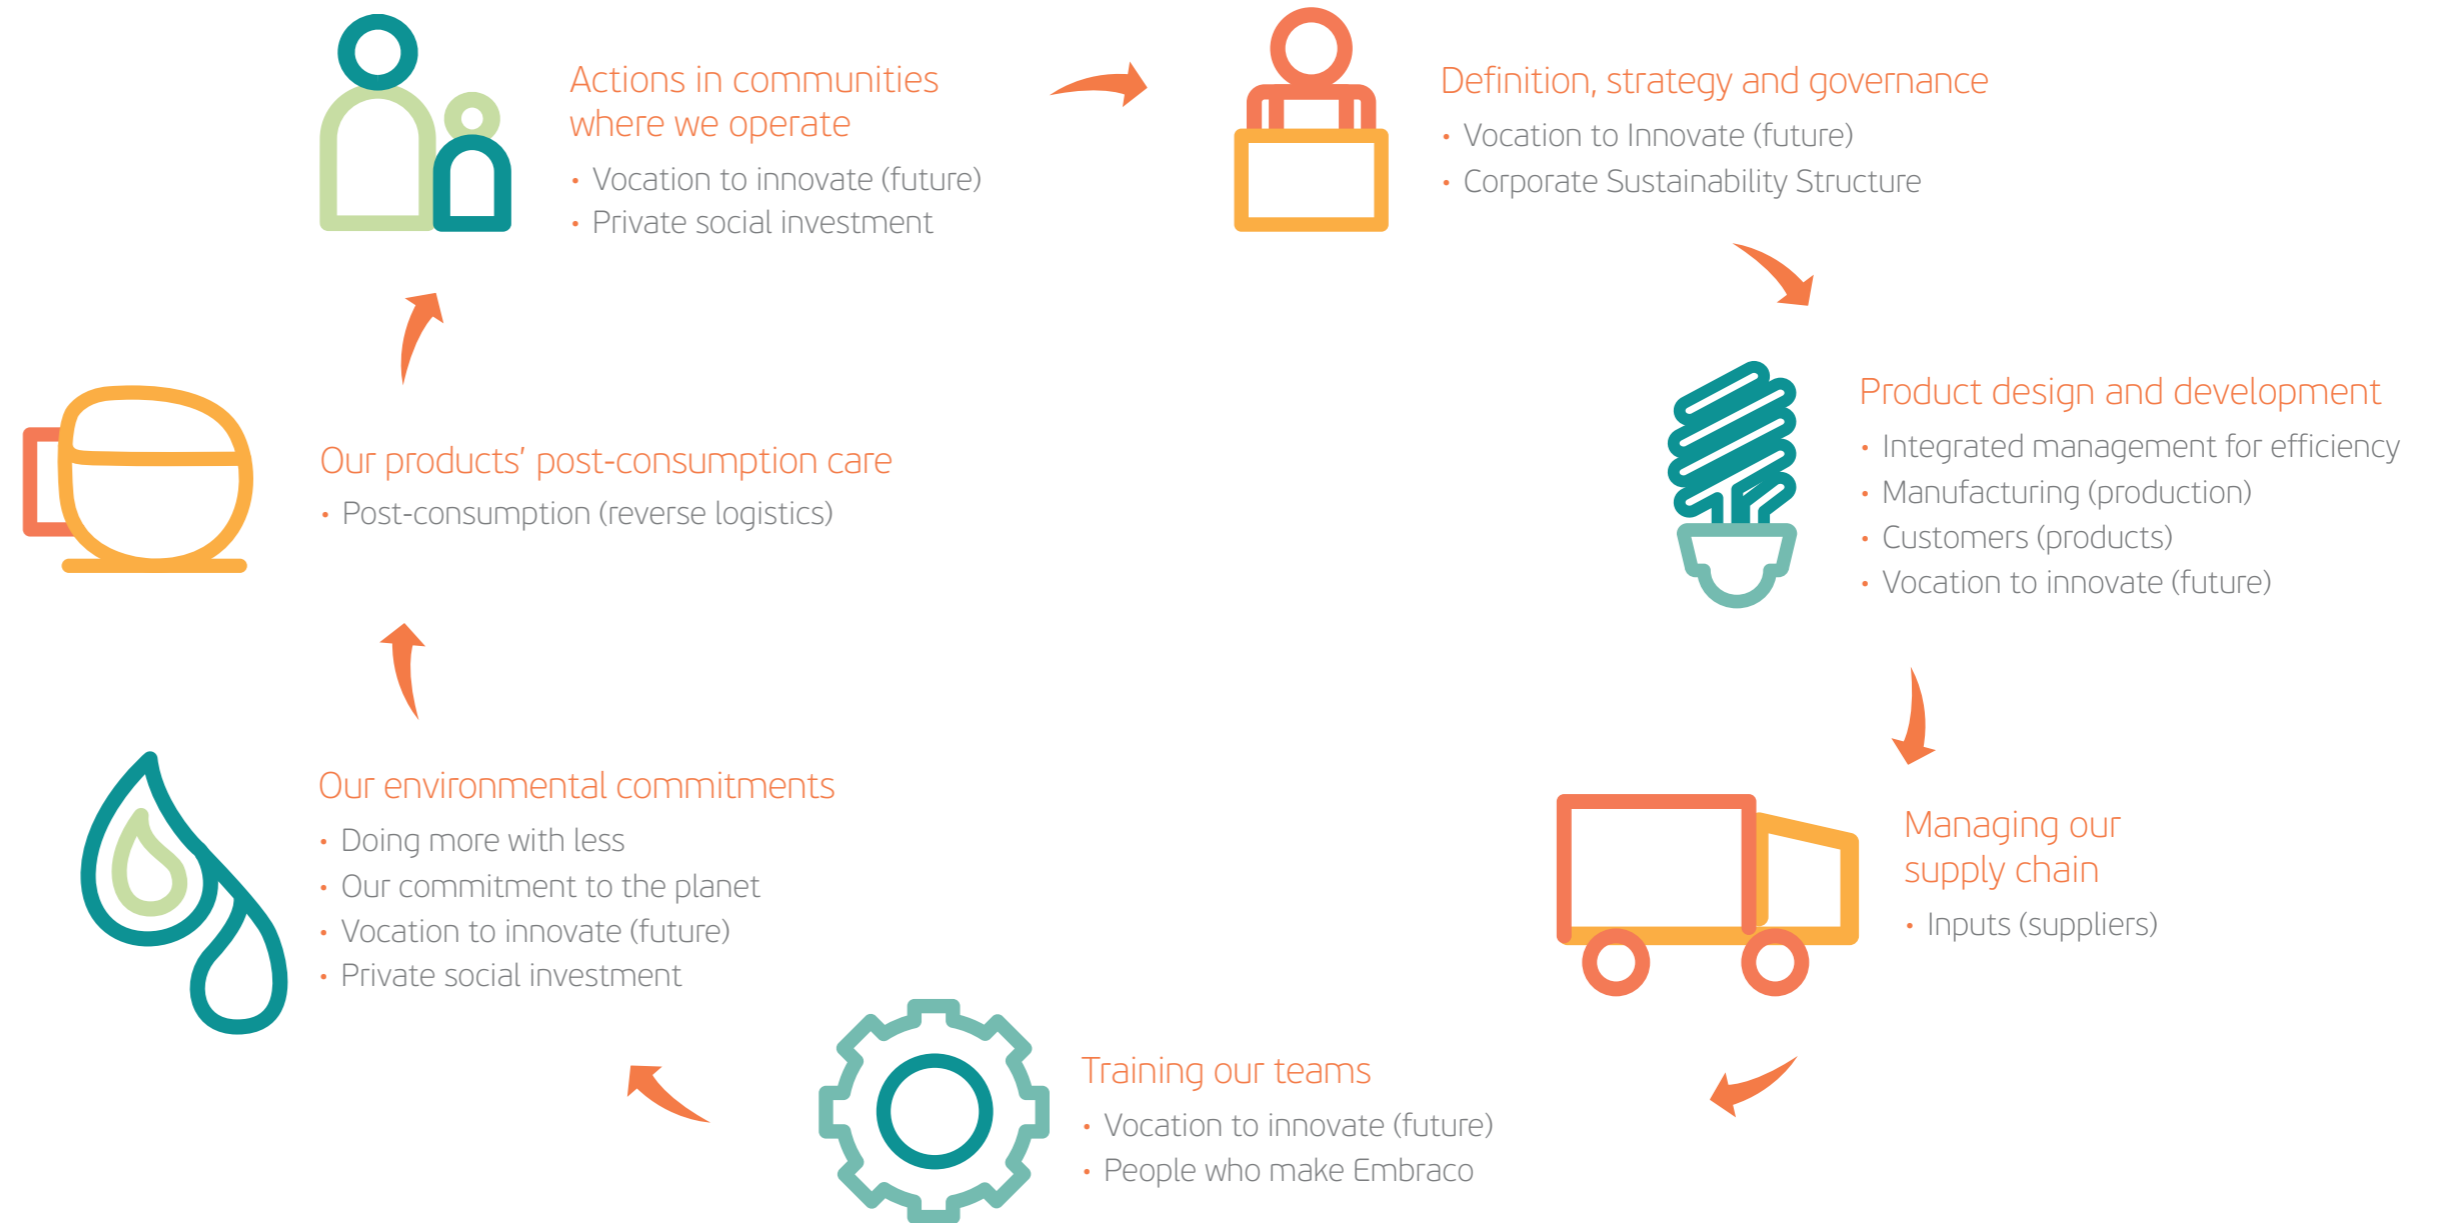 Actions in communities
where we operate
• Vocation to innovate (future)
• Private social investment
Definition, strategy and governance
• Vocation to Innovate (future)
• Corporate Sustainability Structure
Product design and development
• Integrated management for efficiency
• Manufacturing (production)
• Customers (products)
• Vocation to innovate (future)
Managing our
supply chain
• Inputs (suppliers)
Training our teams
• Vocation to innovate (future)
• People who make Embraco
Our environmental commitments
• Doing more with less
• Our commitment to the planet
• Vocation to innovate (future)
• Private social investment
Our products’ post-consumption care
• Post-consumption (reverse logistics)